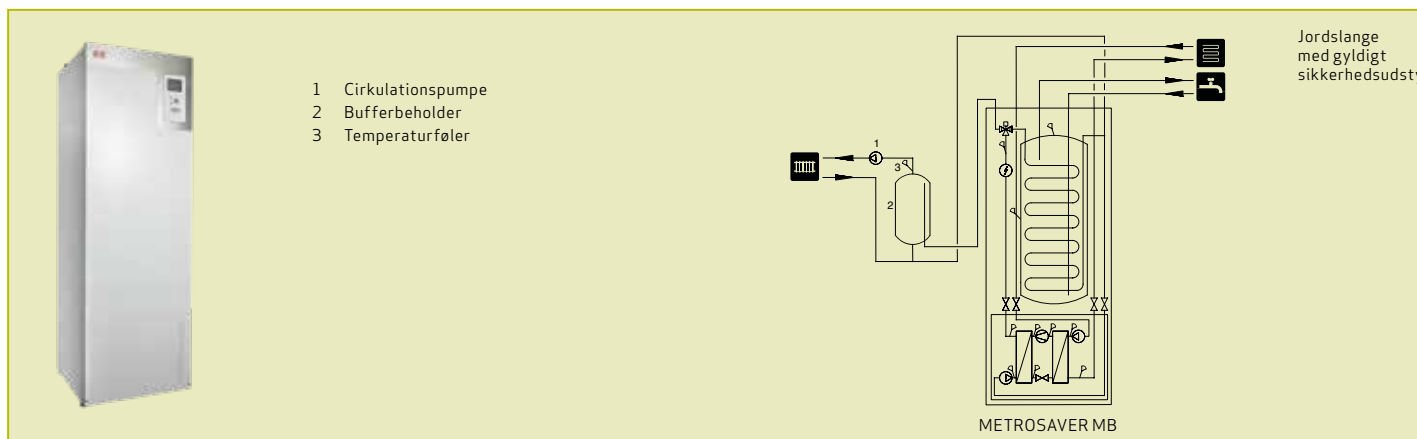 1 Cirkulationspumpe
2 Bufferbeholder
3 Temperaturføler
1
3
2
Jordslange
med gyldigt
METROSAVER MB